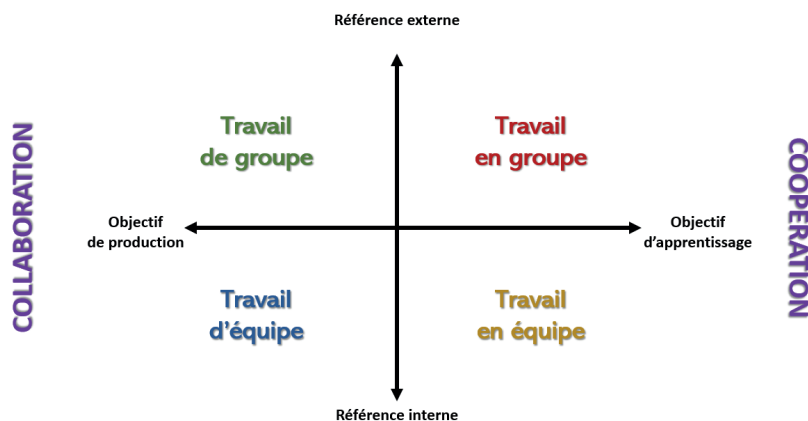 Référence externe
COLLABORATION
Travail
de groupe
Travail
en groupe
COOPERATION
Objectif
de production
Objectif
d'apprentissage
Travail
d'équipe
Travail
en équipe
Référence interne